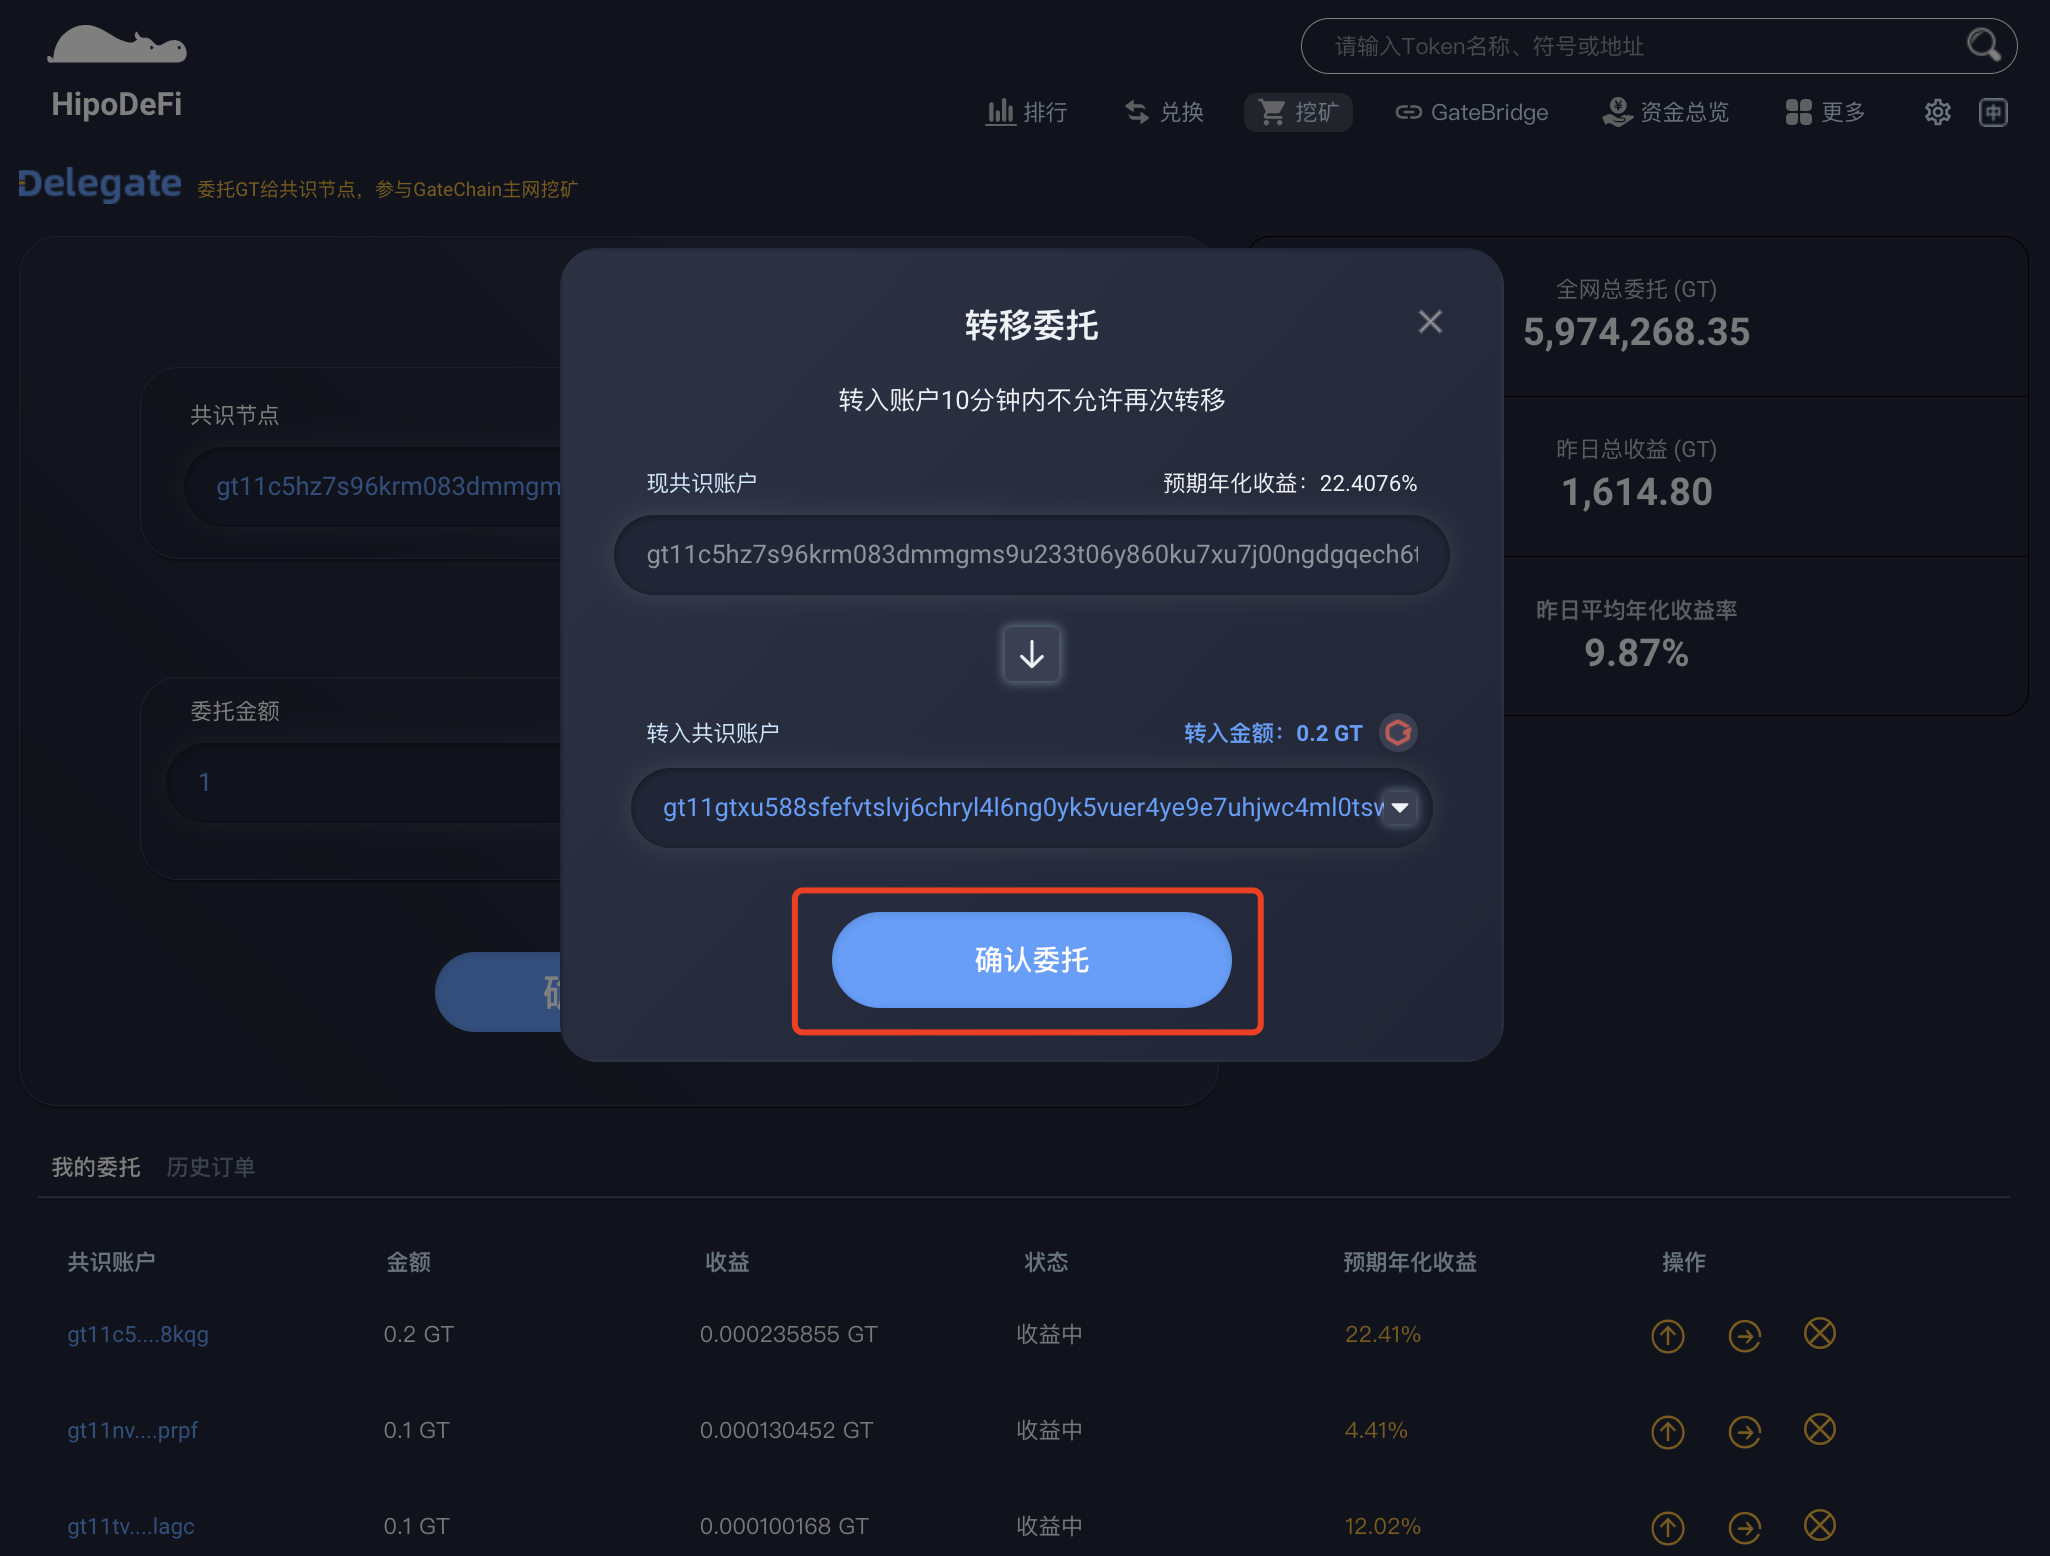 HipoDeFi
请输入Token名称、符号或地址
排行 兑换 挖矿 GateBridge 资金总览 更多 中
Delegate 委托GT给共识节点，参与GateChain主网挖矿
共识节点
gt11c5hz7s96krm083dmmgm
委托金额
1
转移委托
转入账户10分钟内不允许再次转移
现共识账户 预期年化收益：22.4076%
gt11c5hz7s96krm083dmmgms9u233t06y860ku7xu7j00ngdgqech6t
转入共识账户 转入金额：0.2 GT
gt11gtxu588sfefvtslvj6chryl4l6ng0yk5vuer4ye9e7uhjwc4ml0tsv
确认委托
全网总委托 (GT)
5,974,268.35
昨日总收益 (GT)
1,614.80
昨日平均年化收益率
9.87%
我的委托 历史订单
共识账户 金额 收益 状态 预期年化收益 操作
gt11c5....8kqg 0.2 GT 0.000235855 GT 收益中 22.41%
gt11nv....prpf 0.1 GT 0.000130452 GT 收益中 4.41%
gt11tv....lagc 0.1 GT 0.000100168 GT 收益中 12.02%